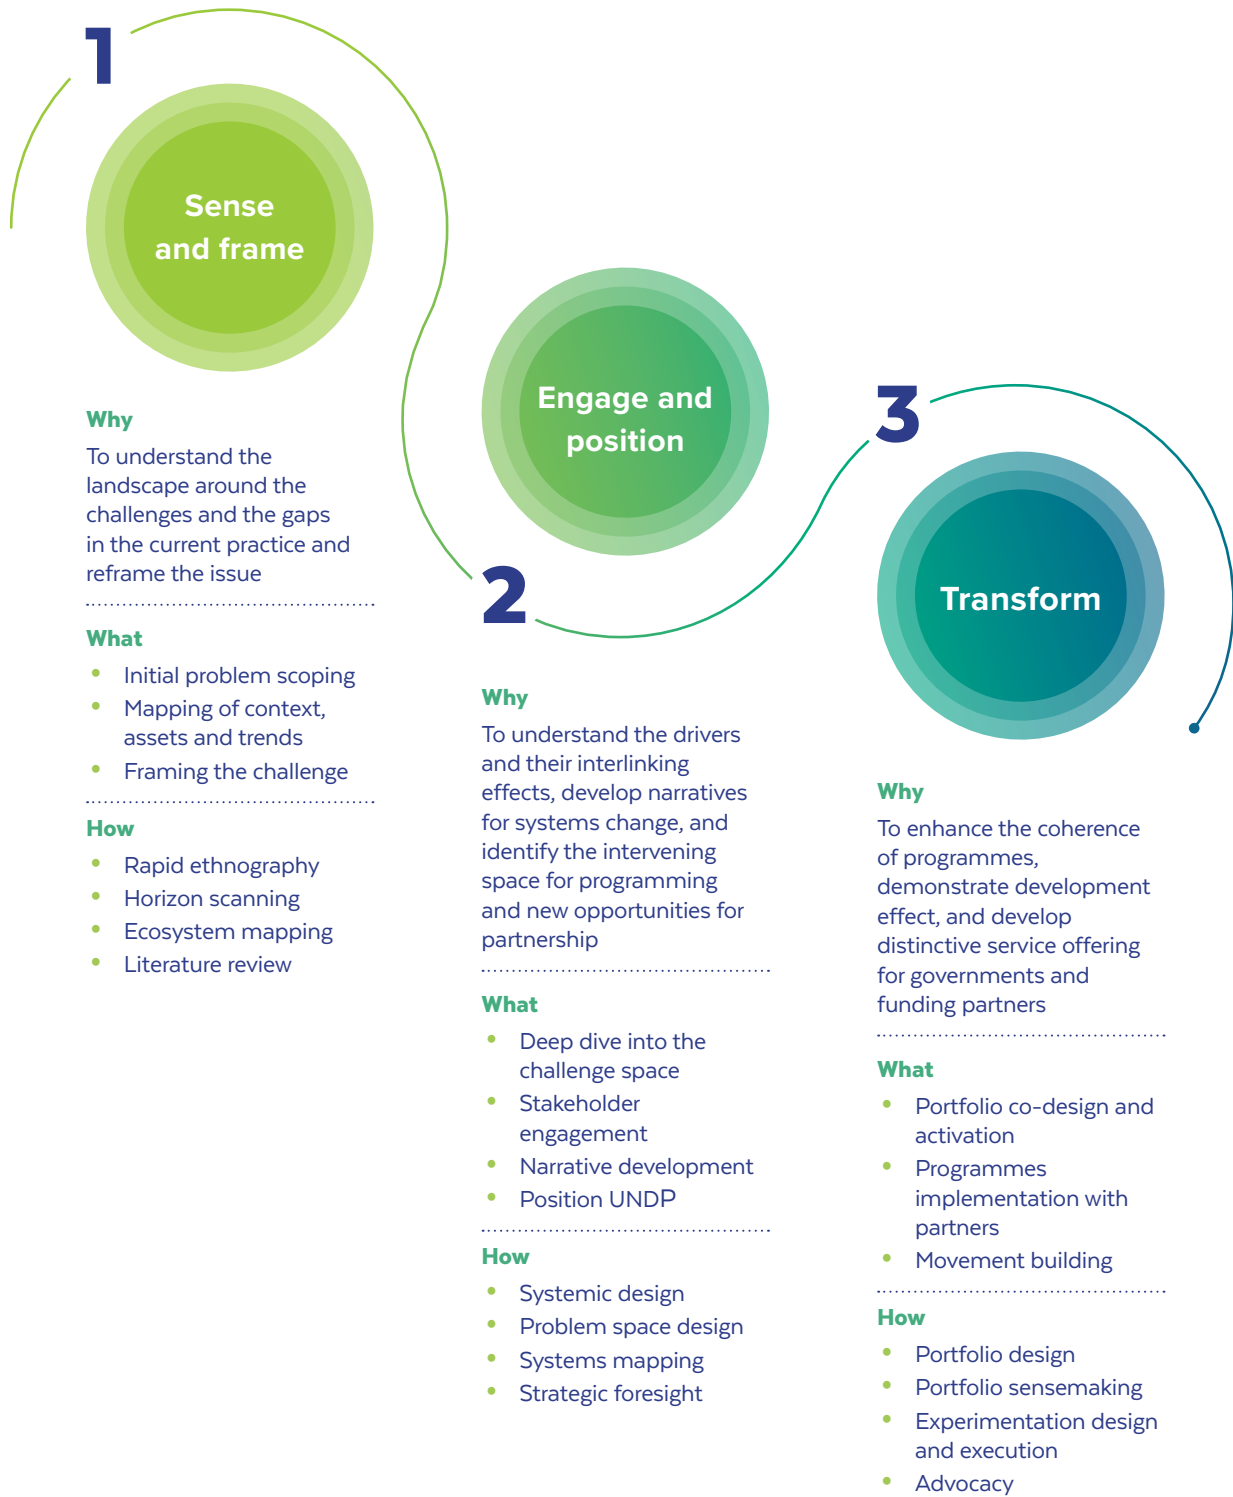 1
Sense
and frame
Why
To understand the
landscape around the
challenges and the gaps
in the current practice and
reframe the issue
What
• Initial problem scoping
• Mapping of context,
assets and trends
• Framing the challenge
How
• Rapid ethnography
• Horizon scanning
• Ecosystem mapping
• Literature review
2
Engage and
position
Why
To understand the drivers
and their interlinking
effects, develop narratives
for systems change, and
identify the intervening
space for programming
and new opportunities for
partnership
What
• Deep dive into the
challenge space
• Stakeholder
engagement
• Narrative development
• Position UNDP
How
• Systemic design
• Problem space design
• Systems mapping
• Strategic foresight
3
Transform
Why
To enhance the coherence
of programmes,
demonstrate development
effect, and develop
distinctive service offering
for governments and
funding partners
What
• Portfolio co-design and
activation
• Programmes
implementation with
partners
• Movement building
How
• Portfolio design
• Portfolio sensemaking
• Experimentation design
and execution
• Advocacy